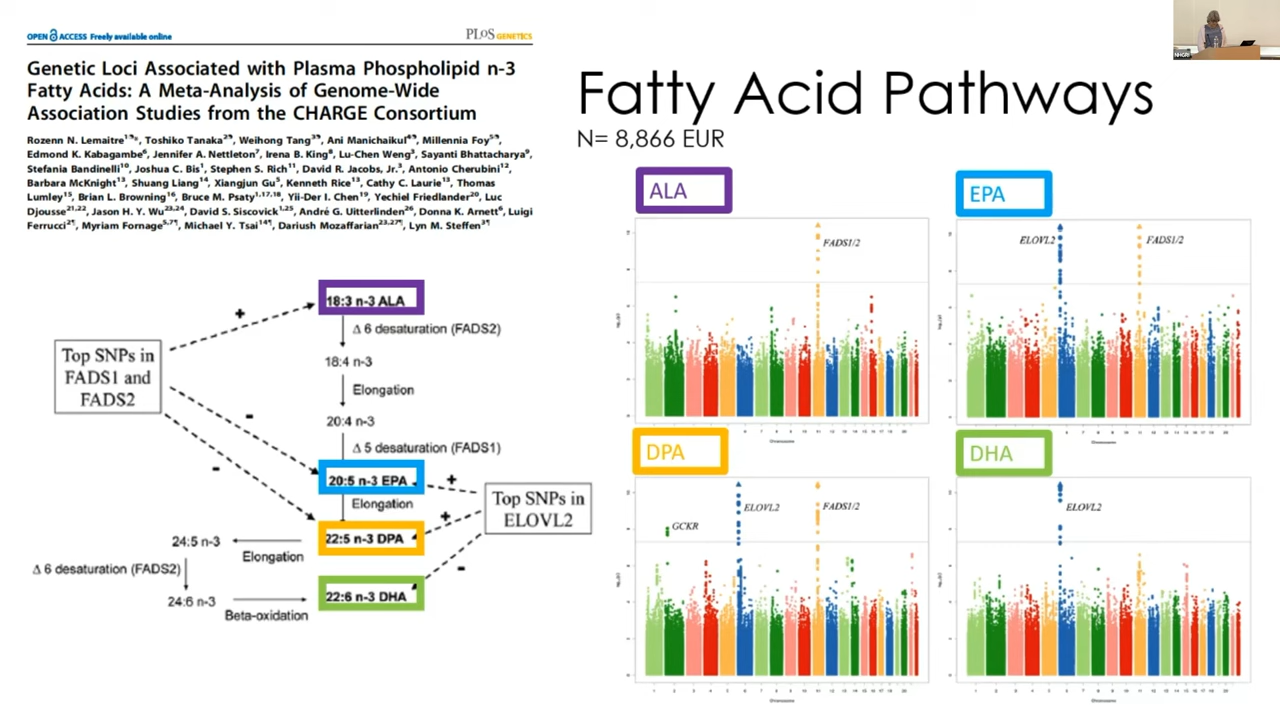 OPEN ACCESS Freely available online
PLoS GENETICS
Genetic Loci Associated with Plasma Phospholipid n-3
Fatty Acids: A Meta-Analysis of Genome-Wide
Association Studies from the CHARGE Consortium
Rozenn N. Lemaitre, Toshiko Tanaka, Weihong Tang, Ani Manichaikul, Millennia Foy,
Edmond K. Kabagambe, Jennifer A. Nettleton, Irena B. King, Lu-Chen Weng, Sayanti Bhattacharya,
Stefania Bandinelli, Joshua C. Bis, Stephen S. Rich, David R. Jacobs, Jr., Antonio Cherubini,
Barbara McKnight, Shuang Liang, Xiangjun Gu, Kenneth Rice, Cathy C. Laurie, Thomas
Lumley, Brian L. Browning, Bruce M. Psaty, Yii-Der I. Chen, Yechiel Friedlander, Luc
Djousse, Jason H. Y. Wu, David S. Siscovick, André G. Uitterlinden, Donna K. Arnett, Luigi
Ferrucci, Myriam Fornage, Michael Y. Tsai, Dariush Mozaffarian, Lyn M. Steffen
Top SNPs in
FADS1 and
FADS2
+
-
-
18:3 n-3 ALA
Δ 6 desaturation (FADS2)
18:4 n-3
Elongation
20:4 n-3
Δ 5 desaturation (FADS1)
20:5 n-3 EPA
Elongation
22:5 n-3 DPA
22:6 n-3 DHA
+
+
-
Top SNPs in
ELOVL2
24:5 n-3
Elongation
Δ 6 desaturation (FADS2)
24:6 n-3
Beta-oxidation
Fatty Acid Pathways
N= 8,866 EUR
ALA
FADS1/2
Chromosome
EPA
ELOVL2
FADS1/2
Chromosome
DPA
GCKR
ELOVL2
FADS1/2
Chromosome
DHA
ELOVL2
Chromosome
NHGRI